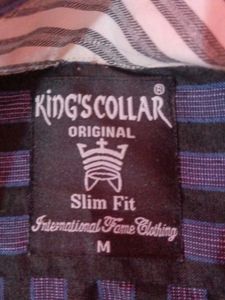 KING'S COLLAR ®
ORIGINAL
Slim Fit
International Fame Clothing
M